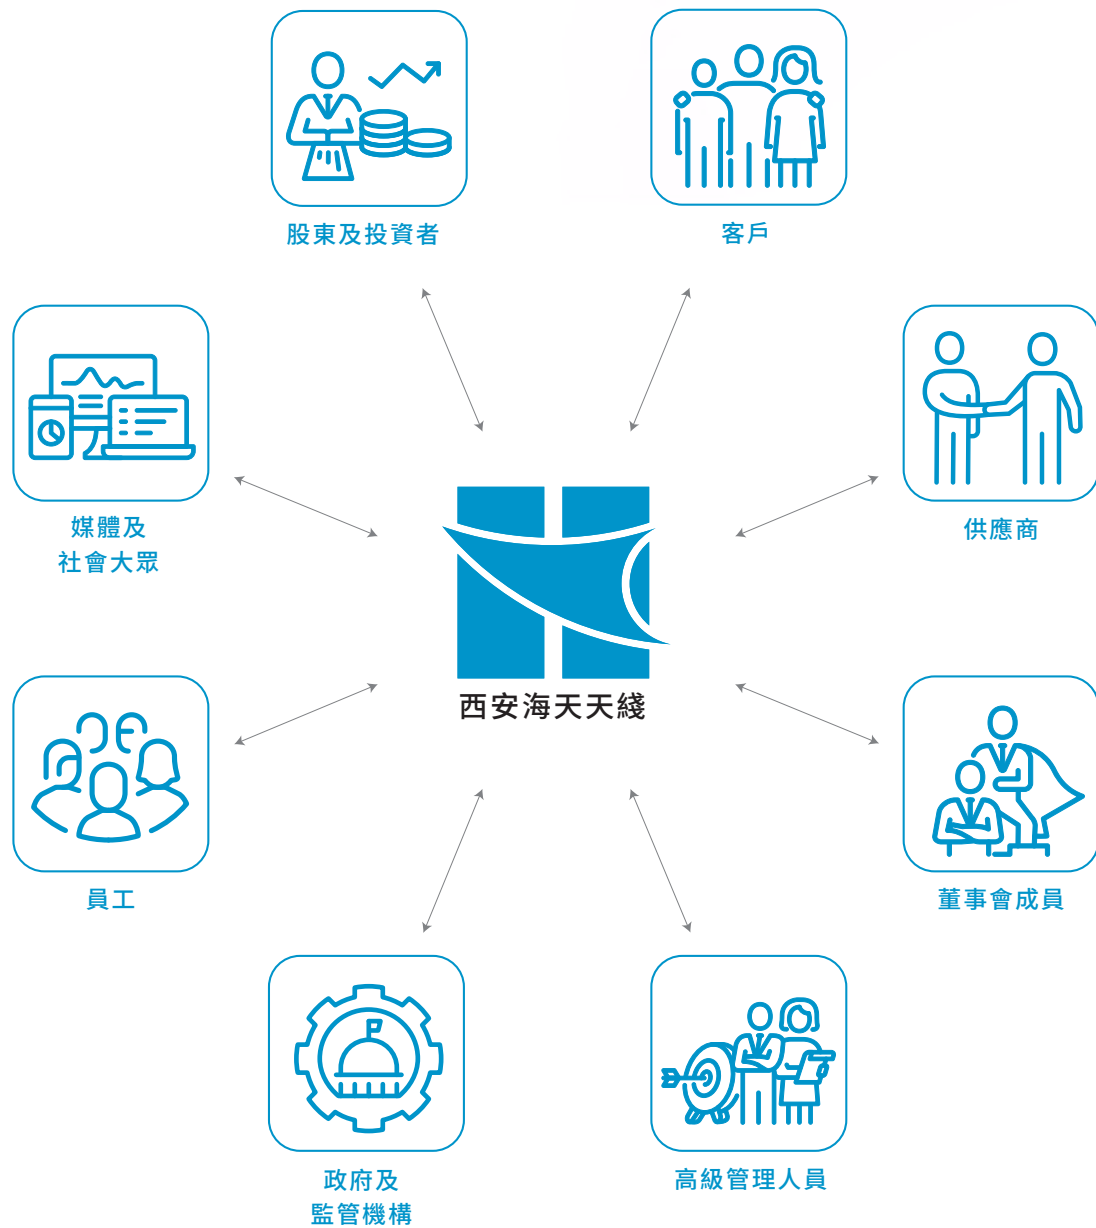 股東及投資者
客戶
媒體及
社會大眾
供應商
西安海天天綫
員工
董事會成員
政府及
監管機構
高級管理人員